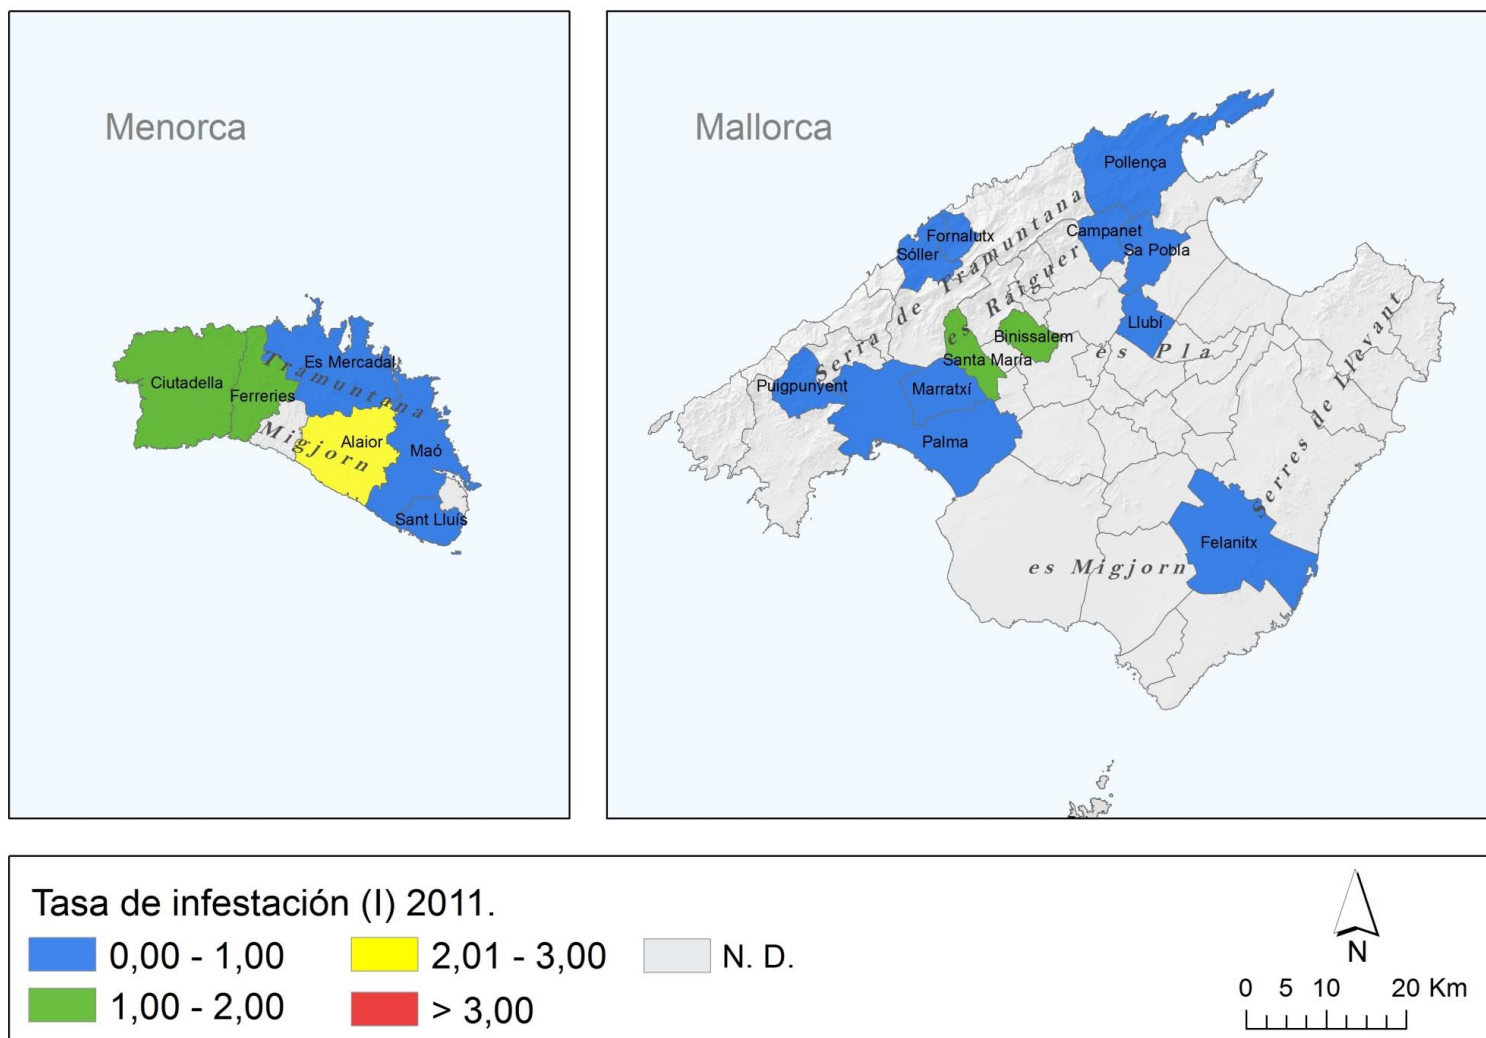 Menorca
Ciutadella
Ferreries
Es Mercadal
Tramuntana
Migjorn
Alaior
Maó
Sant Lluís
Mallorca
Pollença
Fornalutx
Sóller
Campanet
Sa Pobla
Serra de Tramuntana
es Raiguer
Llubí
Binissalem
Santa María
es Pla
Puigpunyent
Marratxí
Palma
Serres de Llevant
Felanitx
es Migjorn
Tasa de infestación (I) 2011.
0,00 - 1,00
2,01 - 3,00
N. D.
1,00 - 2,00
> 3,00
N
0 5 10 20 Km